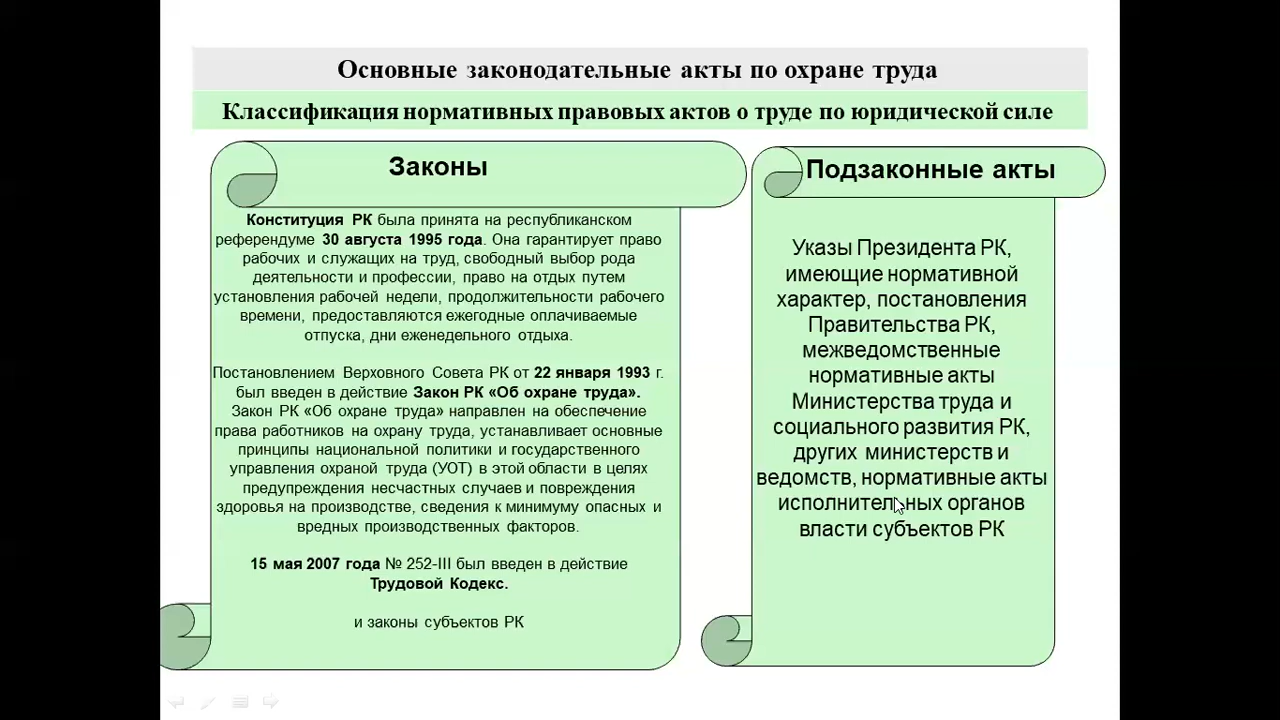 Основные законодательные акты по охране труда
Классификация нормативных правовых актов о труде по юридической силе
Законы
Конституция РК была принята на республиканском
референдуме 30 августа 1995 года. Она гарантирует право
рабочих и служащих на труд, свободный выбор рода
деятельности и профессии, право на отдых путем
установления рабочей недели, продолжительности рабочего
времени, предоставляются ежегодные оплачиваемые
отпуска, дни еженедельного отдыха.
Постановлением Верховного Совета РК от 22 января 1993 г.
был введен в действие Закон РК «Об охране труда».
Закон РК «Об охране труда» направлен на обеспечение
права работников на охрану труда, устанавливает основные
принципы национальной политики и государственного
управления охраной труда (УОТ) в этой области в целях
предупреждения несчастных случаев и повреждения
здоровья на производстве, сведения к минимуму опасных и
вредных производственных факторов.
15 мая 2007 года № 252-III был введен в действие
Трудовой Кодекс.
и законы субъектов РК
Подзаконные акты
Указы Президента РК,
имеющие нормативной
характер, постановления
Правительства РК,
межведомственные
нормативные акты
Министерства труда и
социального развития РК,
других министерств и
ведомств, нормативные акты
исполнительных органов
власти субъектов РК